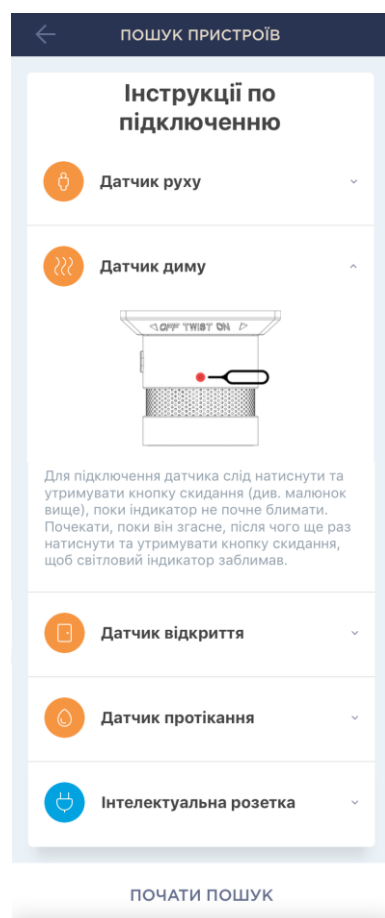 ПОШУК ПРИСТРОЇВ
Інструкції по
підключенню
Датчик руху
Датчик диму
OFF TWIST ON
Для підключення датчика слід натиснути та
утримувати кнопку скидання (див. малюнок
вище), поки індикатор не почне блимати.
Почекати, поки він згасне, після чого ще раз
натиснути та утримувати кнопку скидання,
щоб світловий індикатор заблимав.
Датчик відкриття
Датчик протікання
Інтелектуальна розетка
ПОЧАТИ ПОШУК